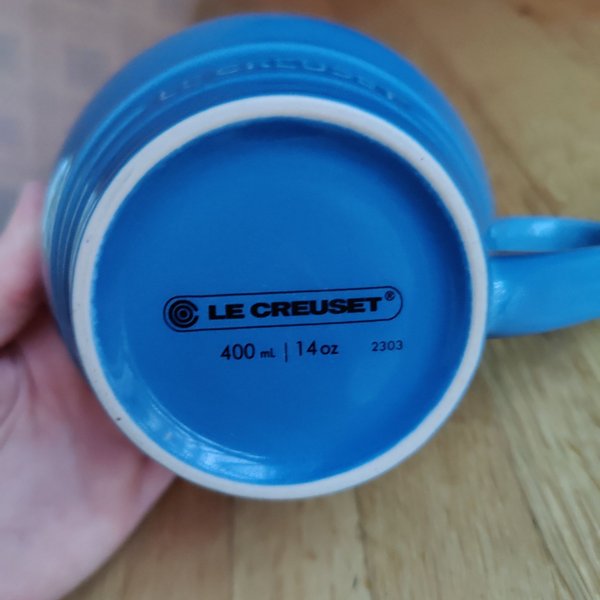 LE CREUSET
LE CREUSET®
400 ml | 14 oz 2303